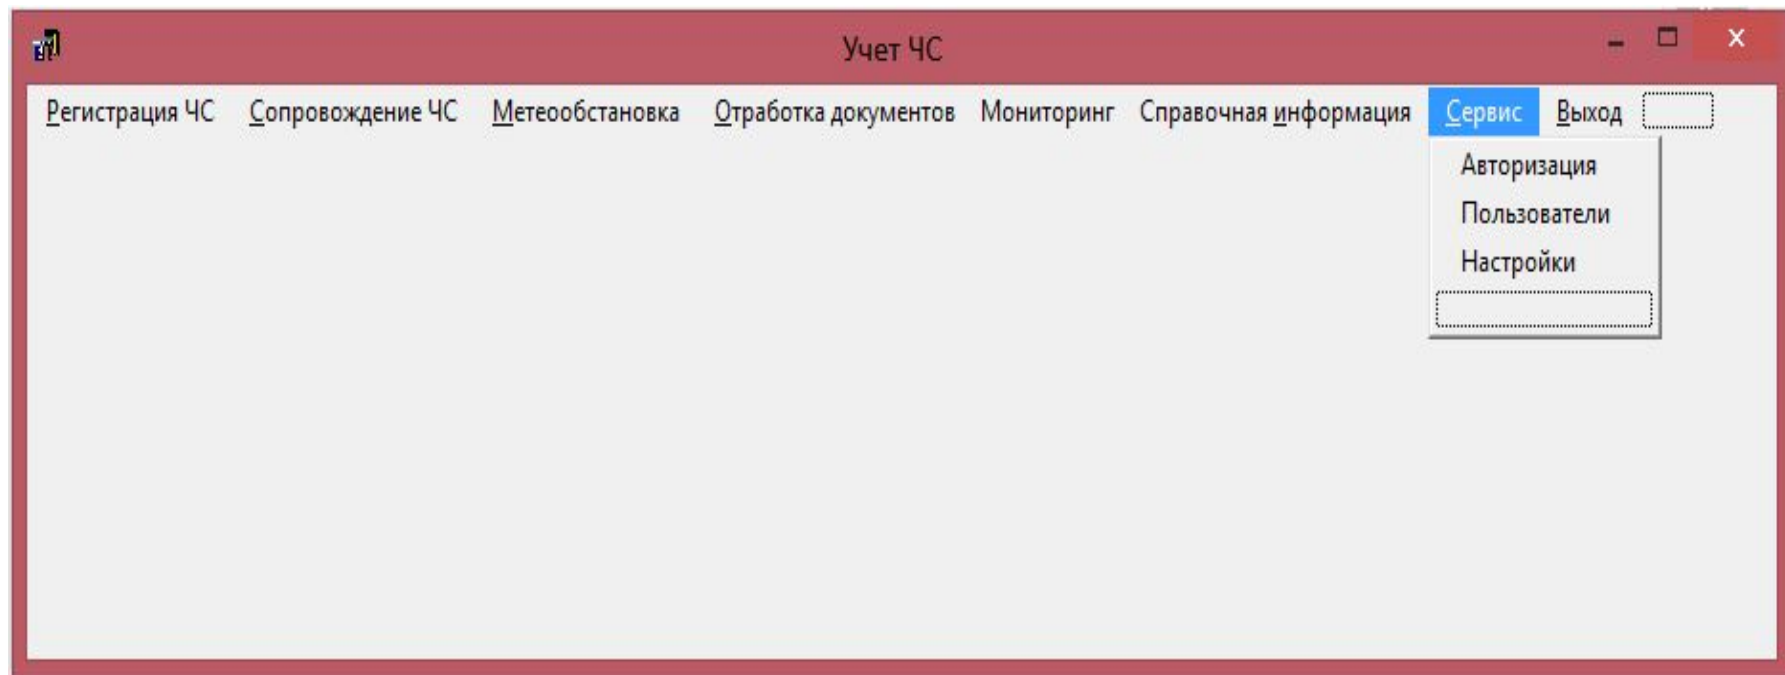 Учет ЧС
Регистрация ЧС Сопровождение ЧС Метеообстановка Отработка документов Мониторинг Справочная информация Сервис Выход
Авторизация
Пользователи
Настройки